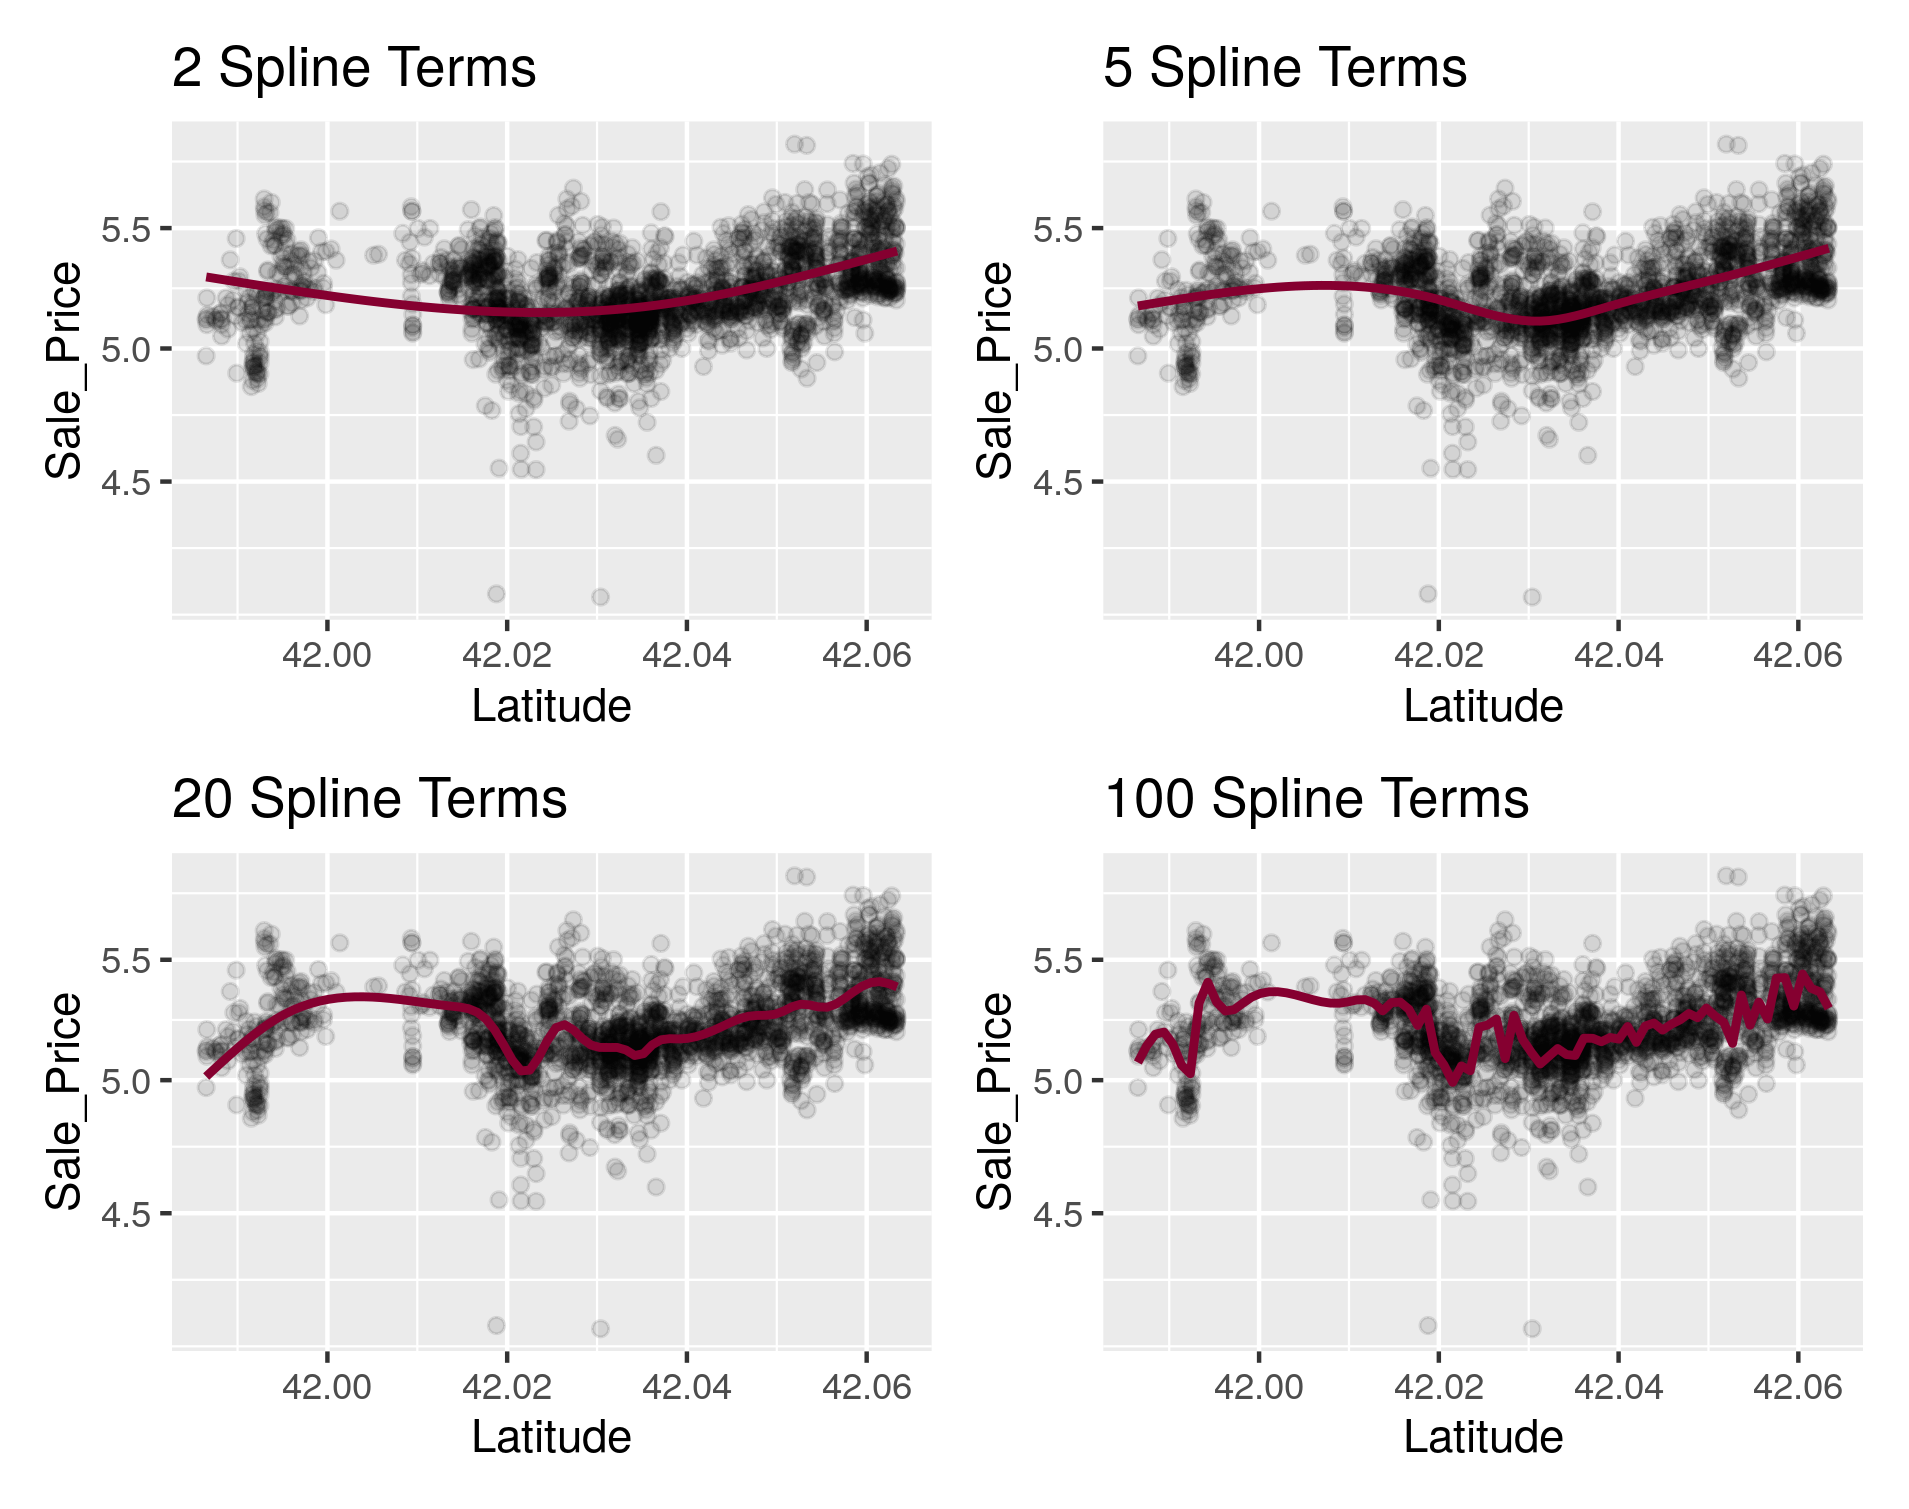 2 Spline Terms
5.5
5.0
4.5
Sale_Price
42.00 42.02 42.04 42.06
Latitude
5 Spline Terms
5.5
5.0
4.5
Sale_Price
42.00 42.02 42.04 42.06
Latitude
20 Spline Terms
5.5
5.0
4.5
Sale_Price
42.00 42.02 42.04 42.06
Latitude
100 Spline Terms
5.5
5.0
4.5
Sale_Price
42.00 42.02 42.04 42.06
Latitude